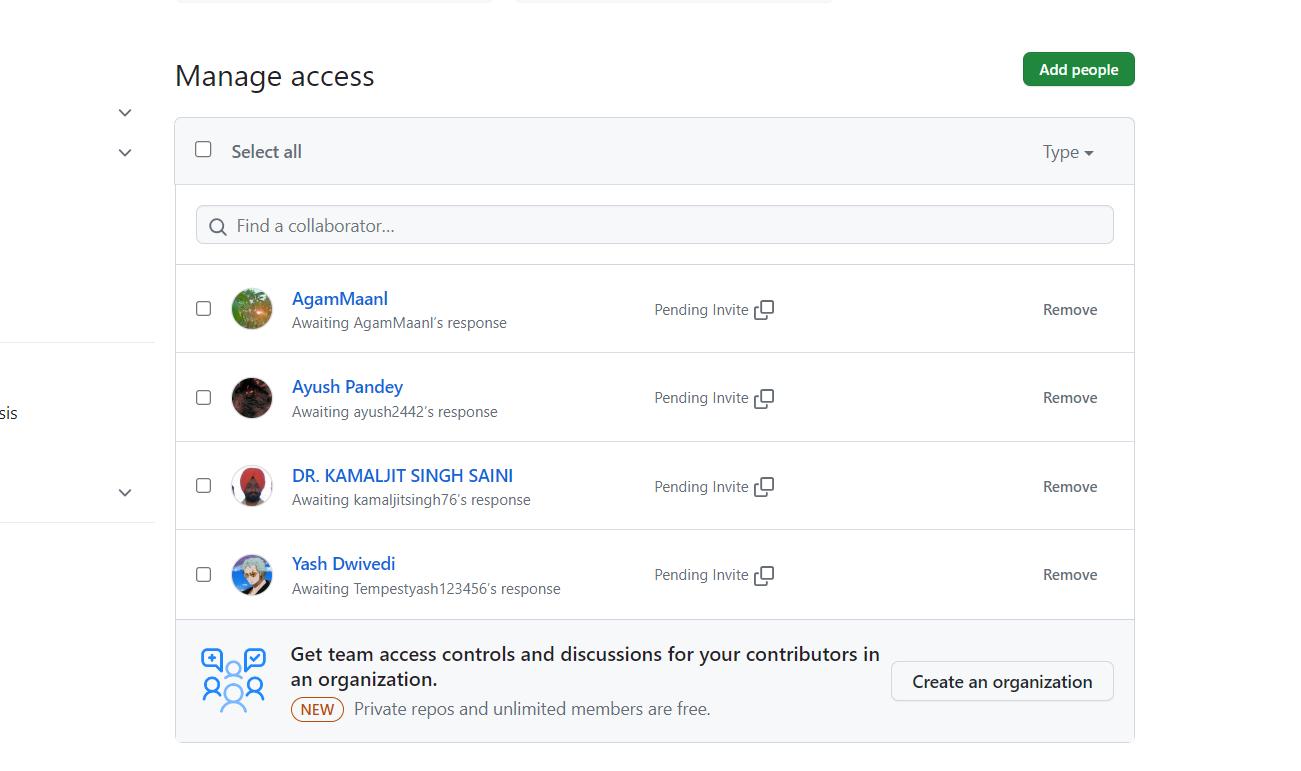 Manage access
Add people
Select all
Type
Find a collaborator...
AgamMaanl
Awaiting AgamMaanl's response
Pending Invite
Remove
Ayush Pandey
Awaiting ayush2442's response
Pending Invite
Remove
sis
DR. KAMALJIT SINGH SAINI
Awaiting kamaljitsingh76's response
Pending Invite
Remove
Yash Dwivedi
Awaiting Tempestyash123456's response
Pending Invite
Remove
Get team access controls and discussions for your contributors in
an organization.
NEW Private repos and unlimited members are free.
Create an organization